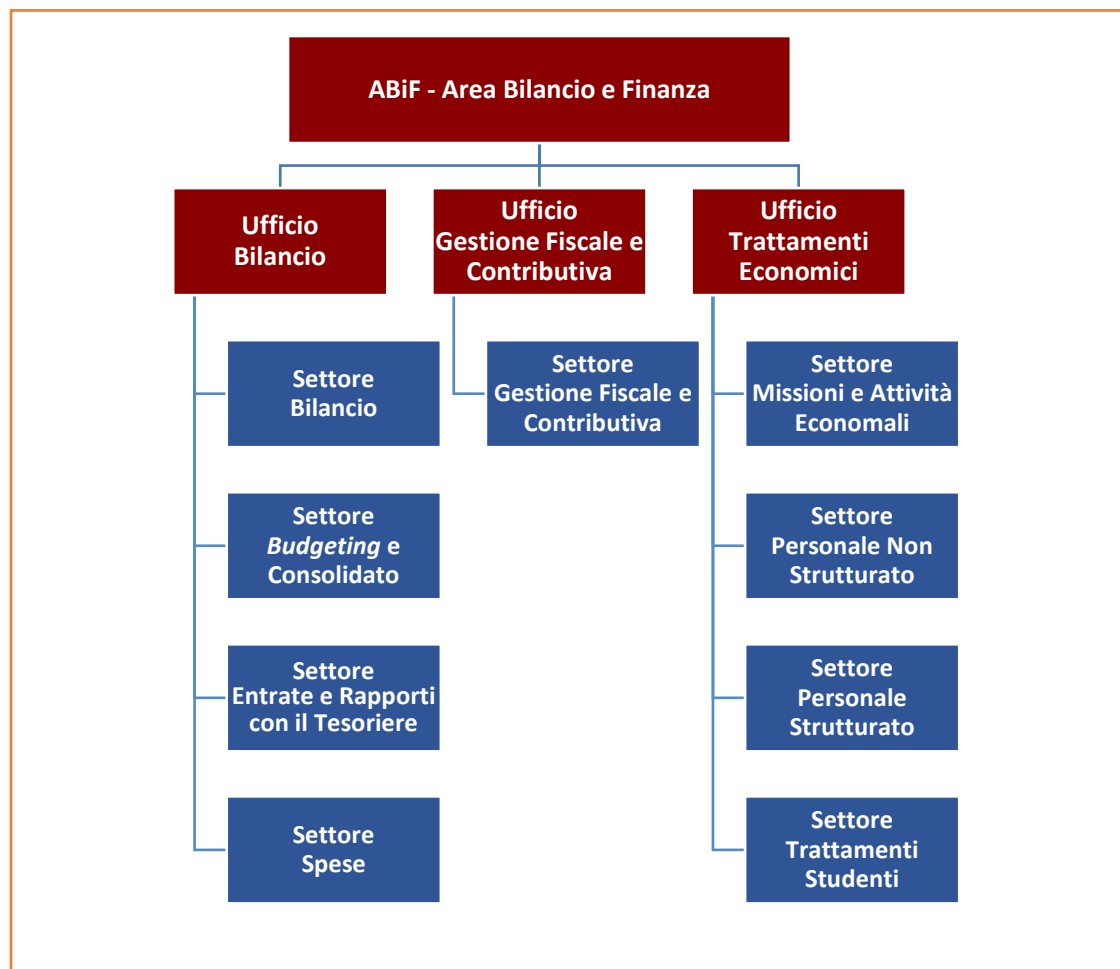 ABiF - Area Bilancio e Finanza
Ufficio
Bilancio
Ufficio
Gestione Fiscale e
Contributiva
Ufficio
Trattamenti
Economici
Settore
Bilancio
Settore
Gestione Fiscale e
Contributiva
Settore
Missioni e Attività
Economali
Settore
Budgeting e
Consolidato
Settore
Personale Non
Strutturato
Settore
Entrate e Rapporti
con il Tesoriere
Settore
Personale
Strutturato
Settore
Spese
Settore
Trattamenti
Studenti